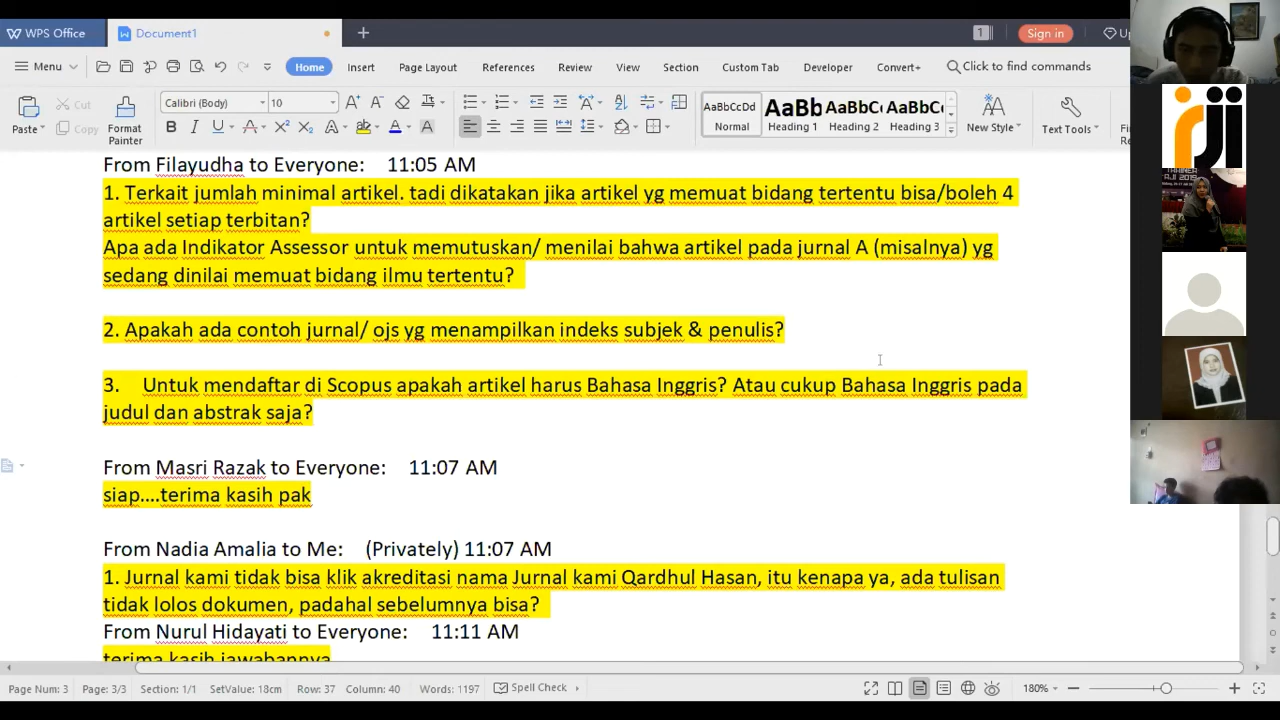 WPS Office
Document1
1
Sign in
Up
Menu
Home
Insert
Page Layout
References
Review
View
Section
Custom Tab
Developer
Convert+
Click to find commands
Paste
Cut
Copy
Format
Painter
Calibri (Body)
10
AaBbCcDd
Normal
AaBb
Heading 1
AaBbC
Heading 2
AaBbC
Heading 3
New Style
Text Tools
From Filayudha to Everyone: 11:05 AM
1. Terkait jumlah minimal artikel. tadi dikatakan jika artikel yg memuat bidang tertentu bisa/boleh 4
artikel setiap terbitan?
Apa ada Indikator Assessor untuk memutuskan/ menilai bahwa artikel pada jurnal A (misalnya) yg
sedang dinilai memuat bidang ilmu tertentu?
2. Apakah ada contoh jurnal/ ojs yg menampilkan indeks subjek & penulis?
3. Untuk mendaftar di Scopus apakah artikel harus Bahasa Inggris? Atau cukup Bahasa Inggris pada
judul dan abstrak saja?
From Masri Razak to Everyone: 11:07 AM
siap....terima kasih pak
From Nadia Amalia to Me: (Privately) 11:07 AM
1. Jurnal kami tidak bisa klik akreditasi nama Jurnal kami Qardhul Hasan, itu kenapa ya, ada tulisan
tidak lolos dokumen, padahal sebelumnya bisa?
From Nurul Hidayati to Everyone: 11:11 AM
terima kasih jawabannya
Page Num: 3
Page: 3/3
Section: 1/1
SetValue: 18cm
Row: 37
Column: 40
Words: 1197
Spell Check
180%
rji